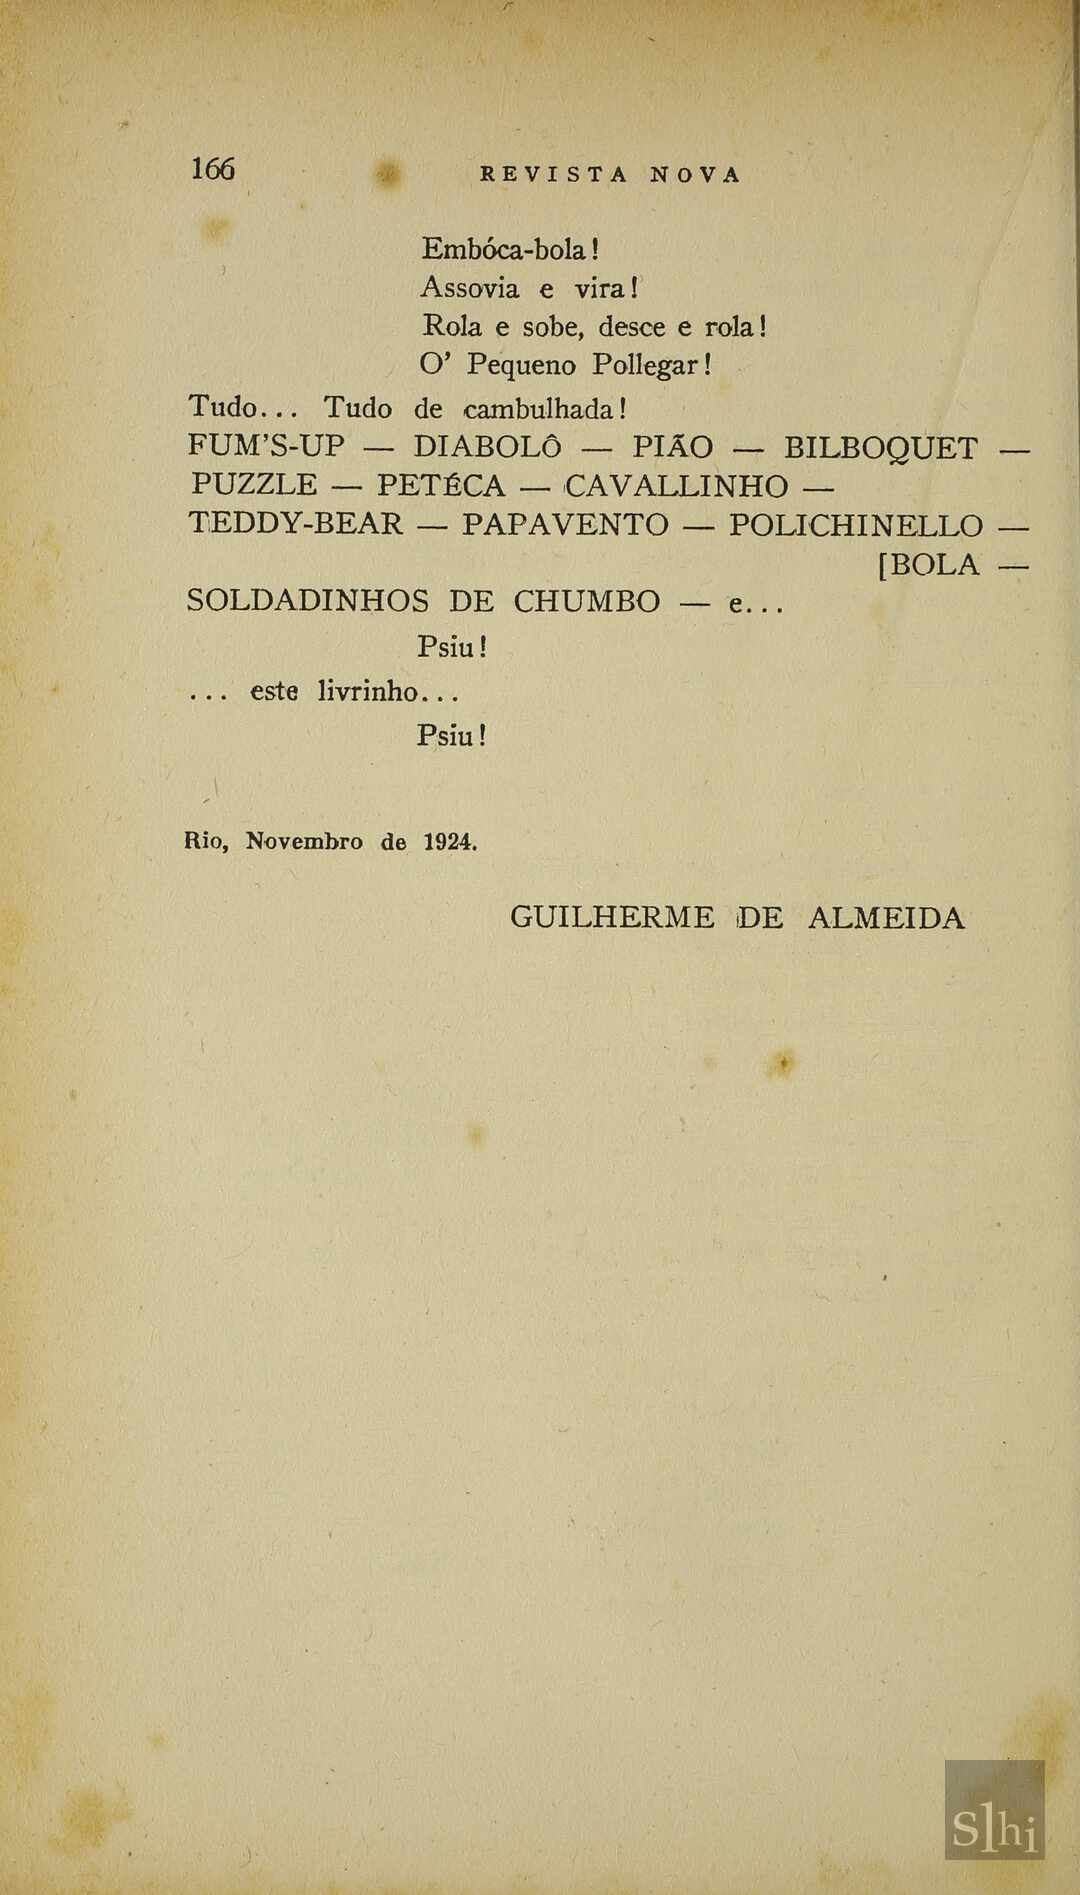 166 REVISTA NOVA
Embóca-bola!
Assovia e vira!
Rola e sobe, desce e rola!
O' Pequeno Pollegar!
Tudo... Tudo de cambulhada!
FUM'S-UP — DIABOLÔ — PIÃO — BILBOQUET —
PUZZLE — PETÉCA — CAVALLINHO —
TEDDY-BEAR — PAPAVENTO — POLICHINELLO —
[BOLA —
SOLDADINHOS DE CHUMBO — e...
Psiu!
... este livrinho...
Psiu!
Rio, Novembro de 1924.
GUILHERME DE ALMEIDA
Slhi